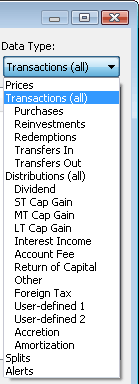 Data Type:
Transactions (all)
Prices
Transactions (all)
Purchases
Reinvestments
Redemptions
Transfers In
Transfers Out
Distributions (all)
Dividend
ST Cap Gain
MT Cap Gain
LT Cap Gain
Interest Income
Account Fee
Return of Capital
Other
Foreign Tax
User-defined 1
User-defined 2
Accretion
Amortization
Splits
Alerts